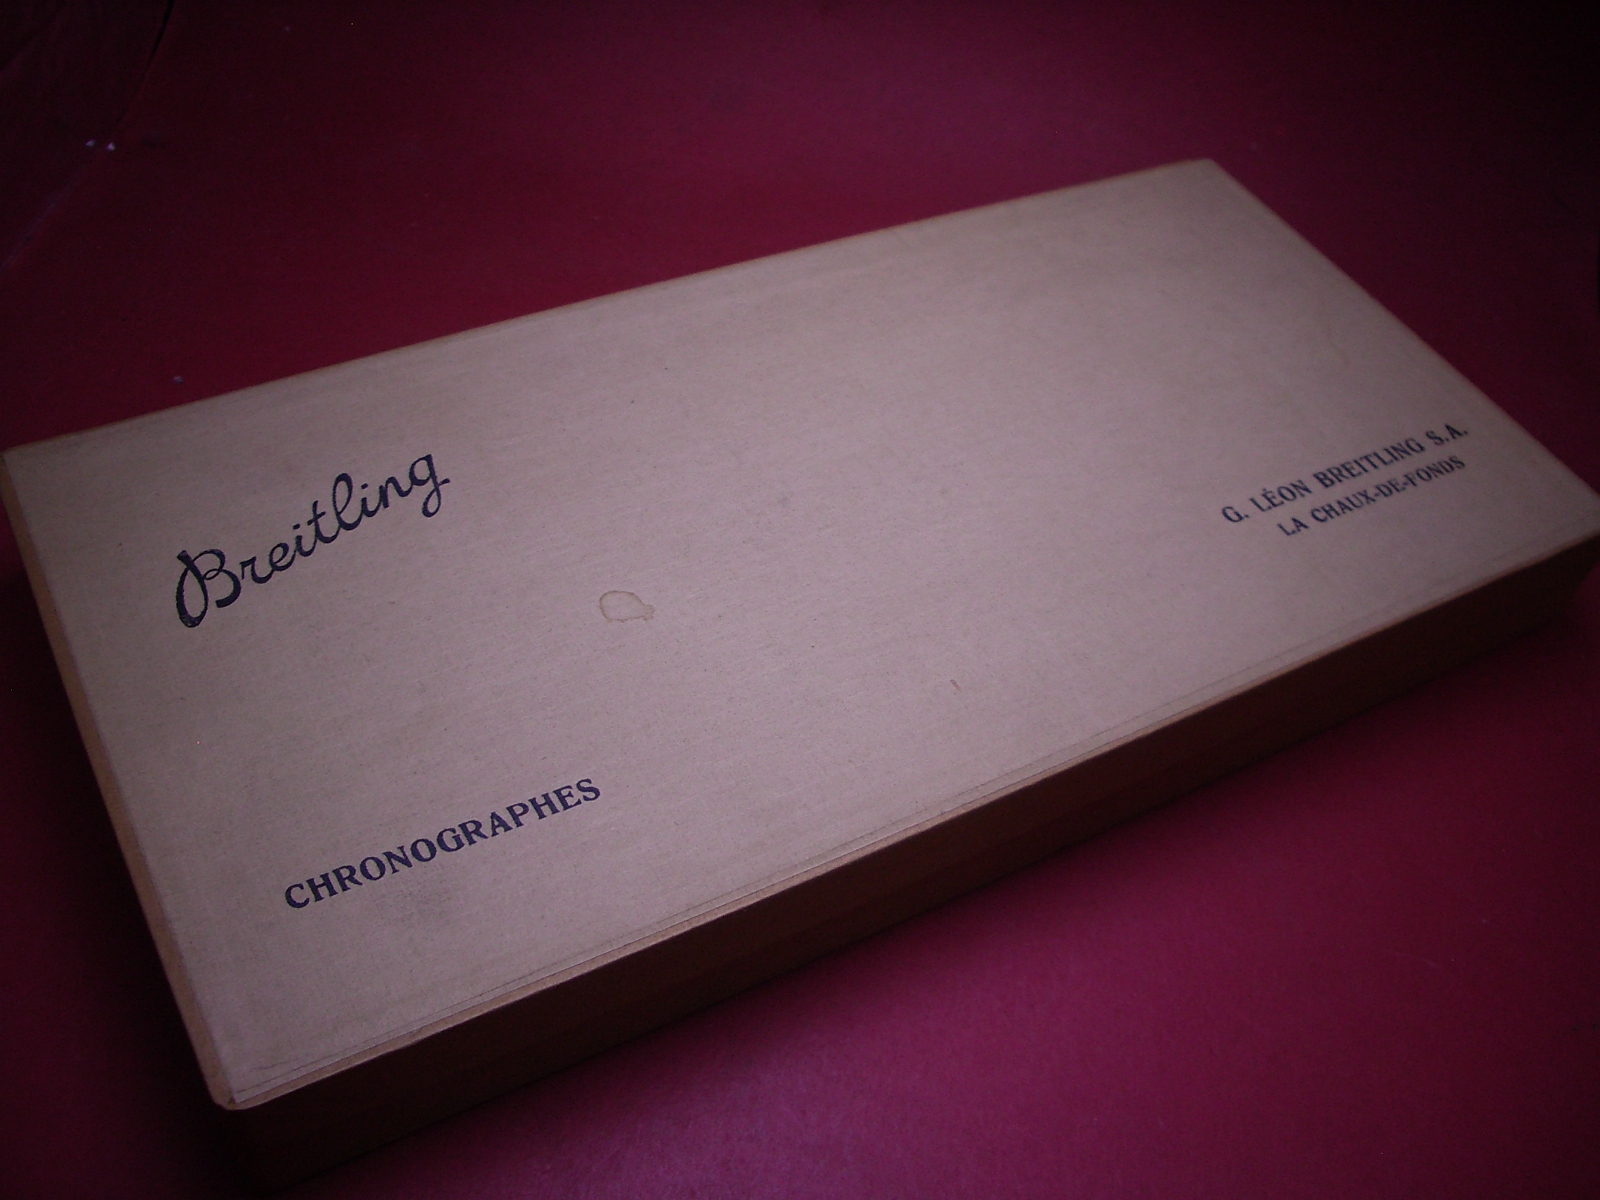 Breitling
CHRONOGRAPHES
G. LÉON BREITLING S.A.
LA CHAUX-DE-FONDS